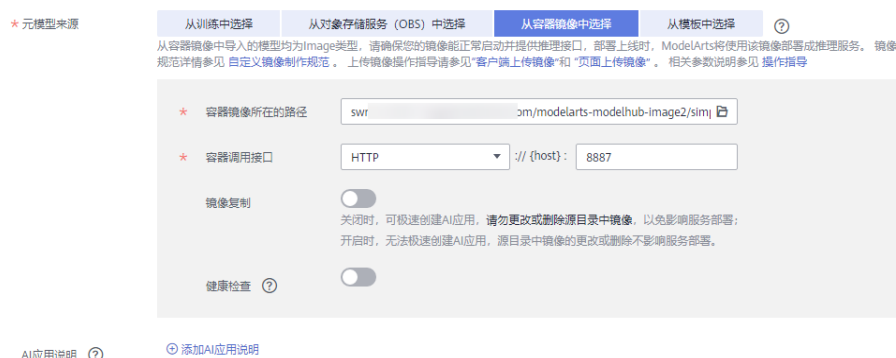 * 元模型来源
从训练中选择 从对象存储服务（OBS）中选择 从容器镜像中选择 从模板中选择 ?
从容器镜像中导入的模型均为Image类型，请确保您的镜像能正常启动并提供推理接口，部署上线时，ModelArts将使用该镜像部署成推理服务。 镜像
规范详情参见 自定义镜像制作规范 。 上传镜像操作指导请参见"客户端上传镜像"和 "页面上传镜像" 。 相关参数说明参见 操作指导
* 容器镜像所在的路径 swr om/modelarts-modelhub-image2/simp
* 容器调用接口 HTTP :// {host} : 8887
镜像复制
关闭时，可极速创建AI应用，请勿更改或删除源目录中镜像，以免影响服务部署；
开启时，无法极速创建AI应用，源目录中镜像的更改或删除不影响服务部署。
健康检查 ?
AI应用说明 ? 添加AI应用说明